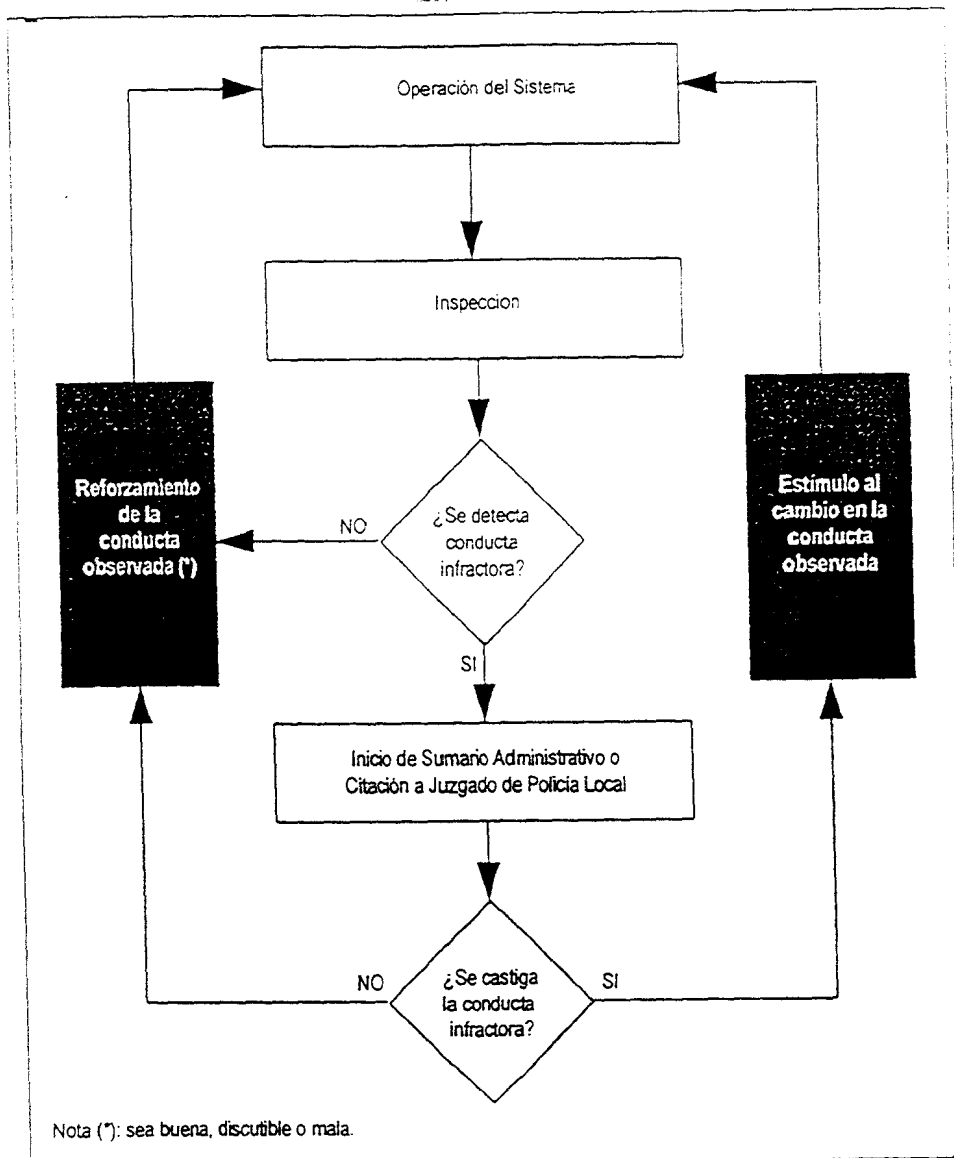 Operación del Sistema
Inspeccion
Reforzamiento
de la
conducta
observada (*)
NO
¿Se detecta
conducta
infractora?
Estímulo al
cambio en la
conducta
observada
SI
Inicio de Sumario Administrativo o
Citación a Juzgado de Policía Local
NO
¿Se castiga
la conducta
infractora?
SI
Nota (*): sea buena, discutible o mala.